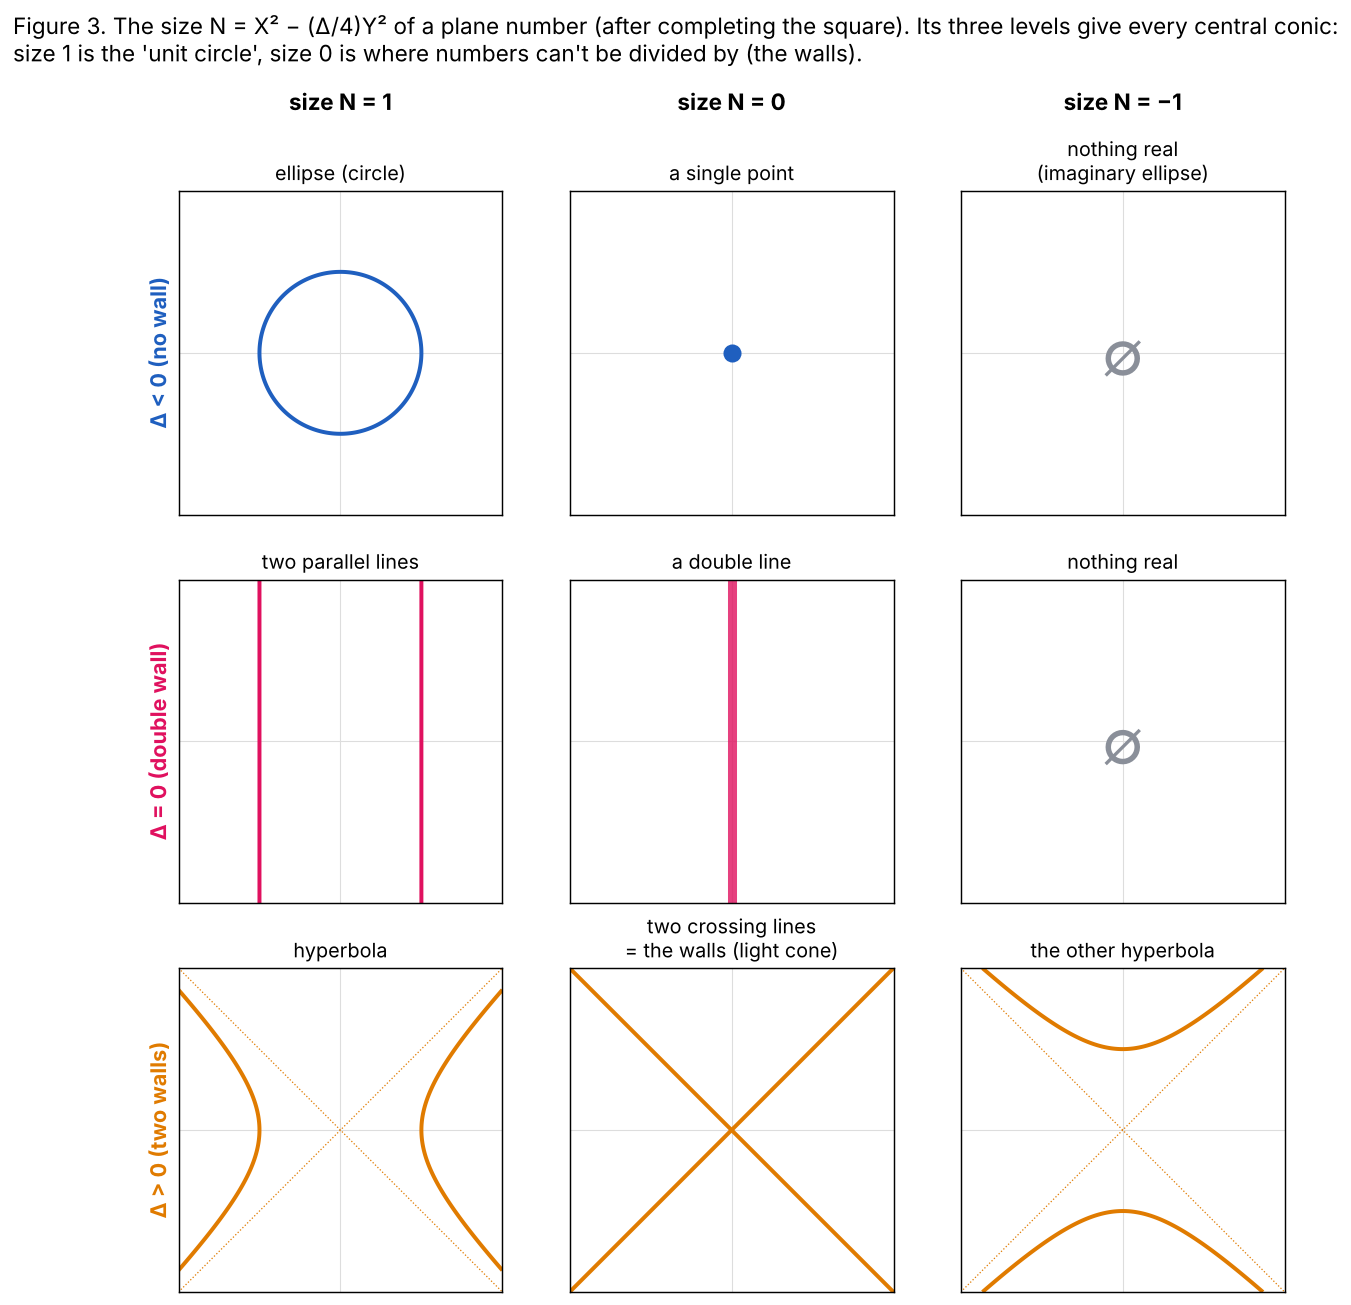 Figure 3. The size N = X² − (Δ/4)Y² of a plane number (after completing the square). Its three levels give every central conic:
size 1 is the 'unit circle', size 0 is where numbers can't be divided by (the walls).
size N = 1
size N = 0
size N = −1
ellipse (circle)
a single point
nothing real
(imaginary ellipse)
Δ < 0 (no wall)
∅
two parallel lines
a double line
nothing real
Δ = 0 (double wall)
∅
hyperbola
two crossing lines
= the walls (light cone)
the other hyperbola
Δ > 0 (two walls)